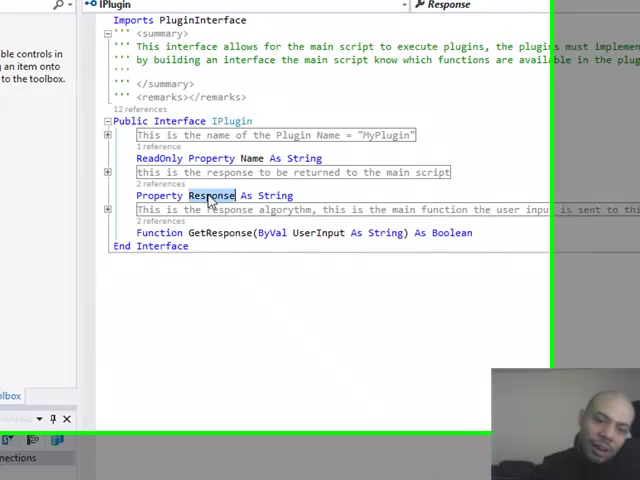 IPlugin
Response
Imports PluginInterface
''' <summary>
''' This interface allows for the main script to execute plugins, the plugins must implemen
''' by building an interface the main script know which functions are available in the plug
'''
''' </summary>
''' <remarks></remarks>
12 references
Public Interface IPlugin
This is the name of the Plugin Name = "MyPlugin"
1 reference
ReadOnly Property Name As String
this is the response to be returned to the main script
2 references
Property Response As String
This is the response algorythm, this is the main function the user input is sent to thi
2 references
Function GetResponse(ByVal UserInput As String) As Boolean
End Interface
ble controls in
g an item onto
to the toolbox.
lbox
nections